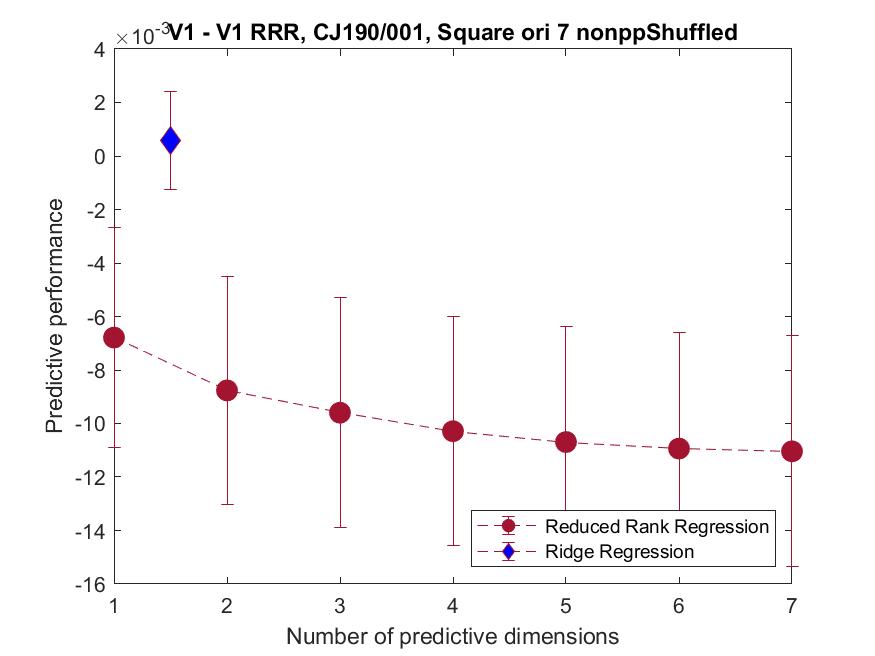 ×10-3
V1 - V1 RRR, CJ190/001, Square ori 7 nonppShuffled
4
2
0
-2
-4
-6
-8
-10
-12
-14
-16
Predictive performance
Reduced Rank Regression
Ridge Regression
1 2 3 4 5 6 7
Number of predictive dimensions